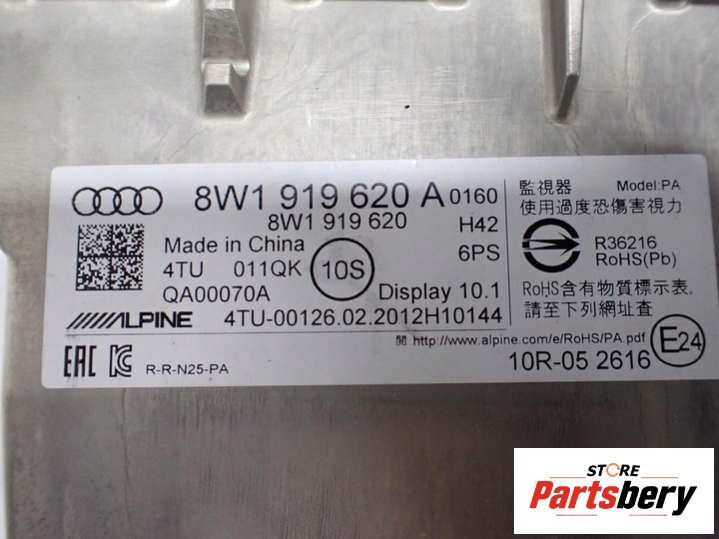 8W1 919 620 A 0160
8W1 919 620 H42
Made in China 6PS
4TU 011QK 10S
QA00070A Display 10.1
ALPINE 4TU-00126.02.2012H10144
EAC R-R-N25-PA
監視器 Model:PA
使用過度恐傷害視力
R36216
RoHS(Pb)
RoHS含有物質標示表,
請至下列網址查
閱 http://www.alpine.com/e/RoHS/PA.pdf
10R-05 2616 E24
STORE
Partsbery